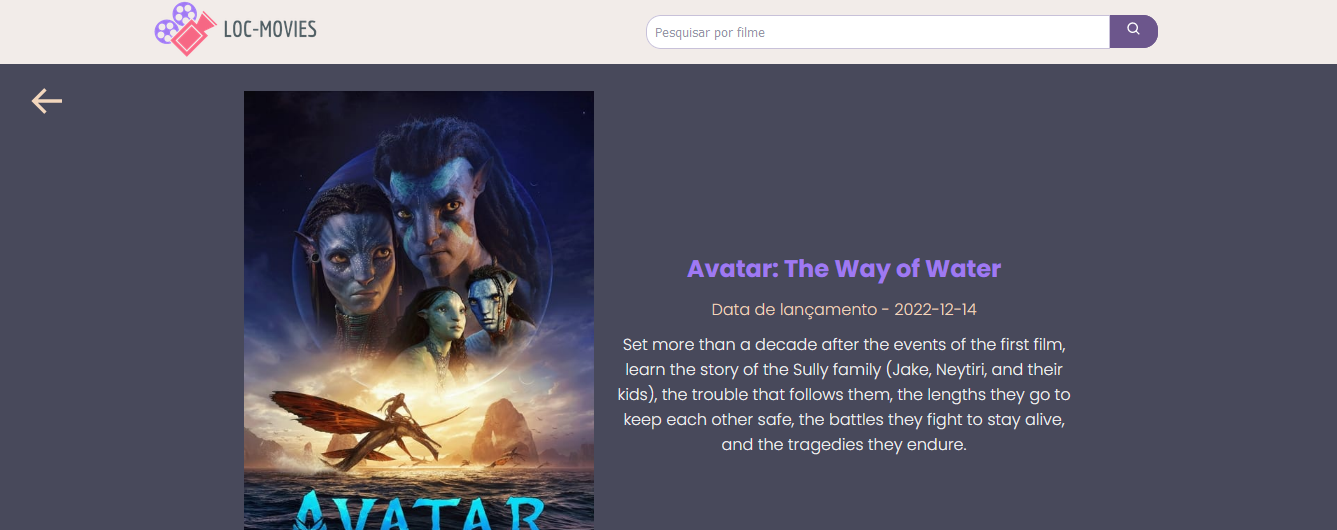 LOC-MOVIES
Pesquisar por filme
Avatar: The Way of Water
Data de lançamento - 2022-12-14
Set more than a decade after the events of the first film,
learn the story of the Sully family (Jake, Neytiri, and their
kids), the trouble that follows them, the lengths they go to
keep each other safe, the battles they fight to stay alive,
and the tragedies they endure.
AVATAR